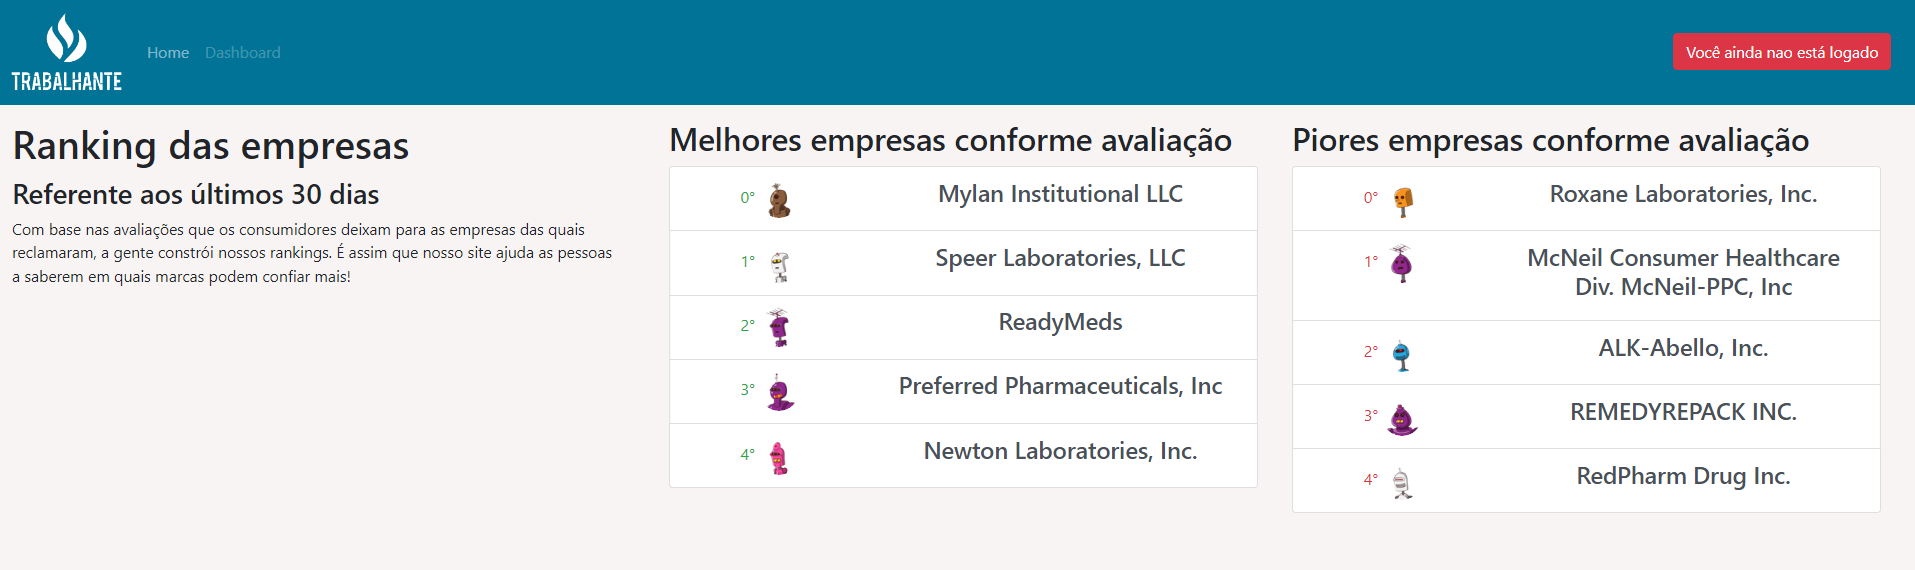 TRABALHANTE
Home
Dashboard
Você ainda nao está logado
Ranking das empresas
Referente aos últimos 30 dias
Com base nas avaliações que os consumidores deixam para as empresas das quais
reclamaram, a gente constrói nossos rankings. É assim que nosso site ajuda as pessoas
a saberem em quais marcas podem confiar mais!
Melhores empresas conforme avaliação
0° Mylan Institutional LLC
1° Speer Laboratories, LLC
2° ReadyMeds
3° Preferred Pharmaceuticals, Inc
4° Newton Laboratories, Inc.
Piores empresas conforme avaliação
0° Roxane Laboratories, Inc.
1° McNeil Consumer Healthcare
Div. McNeil-PPC, Inc
2° ALK-Abello, Inc.
3° REMEDYREPACK INC.
4° RedPharm Drug Inc.